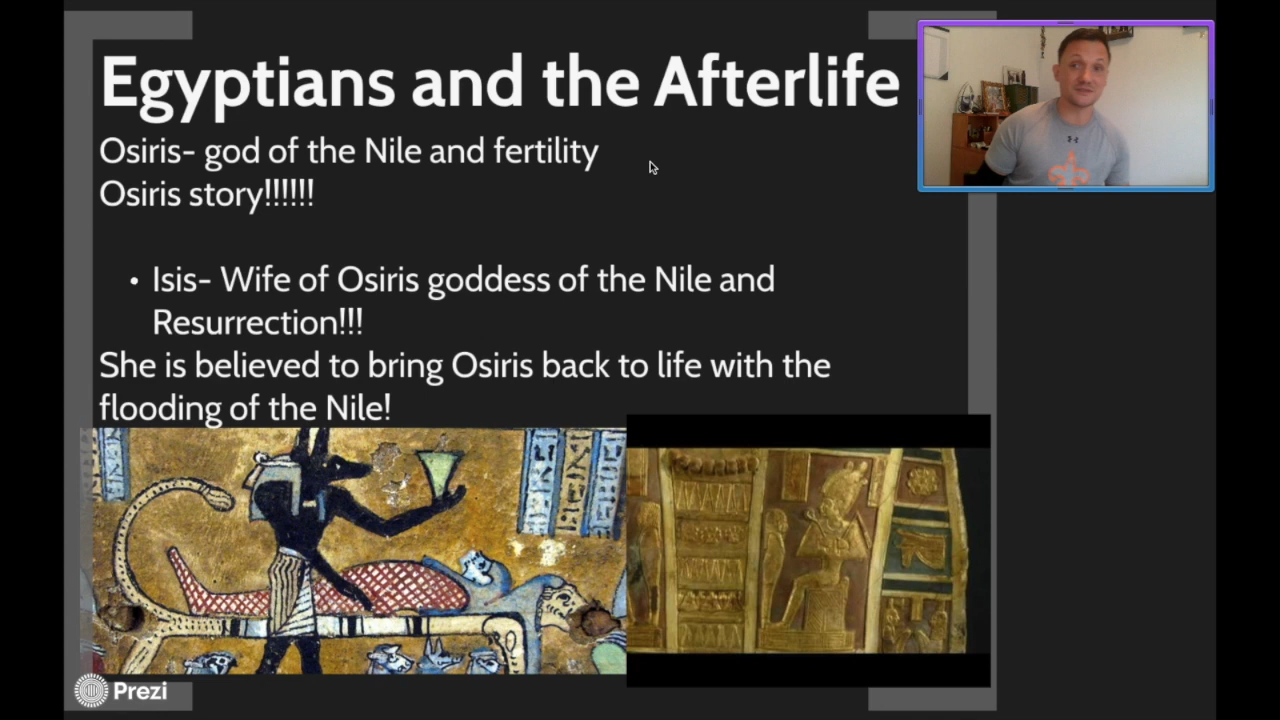 Egyptians and the Afterlife
Osiris- god of the Nile and fertility
Osiris story!!!!!!
• Isis- Wife of Osiris goddess of the Nile and
Resurrection!!!
She is believed to bring Osiris back to life with the
flooding of the Nile!
Prezi